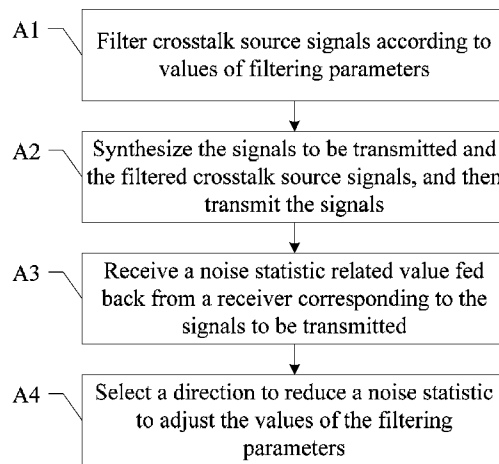 A1
Filter crosstalk source signals according to
values of filtering parameters
A2
Synthesize the signals to be transmitted and
the filtered crosstalk source signals, and then
transmit the signals
A3
Receive a noise statistic related value fed
back from a receiver corresponding to the
signals to be transmitted
A4
Select a direction to reduce a noise statistic
to adjust the values of the filtering
parameters